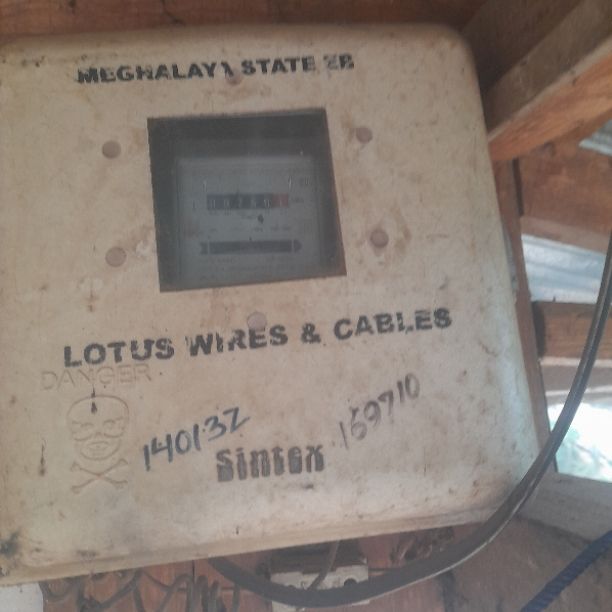 MEGHALAYA STATE EB
LOTUS WIRES & CABLES
DANGER
140132
169710
Sintex